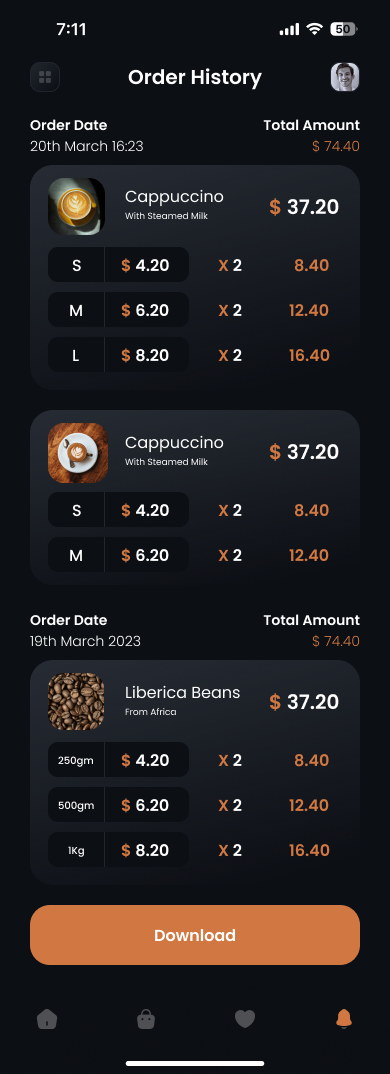 7:11
50
Order History
Order Date Total Amount
20th March 16:23 $ 74.40
Cappuccino
With Steamed Milk
$ 37.20
S $ 4.20 X 2 8.40
M $ 6.20 X 2 12.40
L $ 8.20 X 2 16.40
Cappuccino
With Steamed Milk
$ 37.20
S $ 4.20 X 2 8.40
M $ 6.20 X 2 12.40
Order Date Total Amount
19th March 2023 $ 74.40
Liberica Beans
From Africa
$ 37.20
250gm $ 4.20 X 2 8.40
500gm $ 6.20 X 2 12.40
1Kg $ 8.20 X 2 16.40
Download